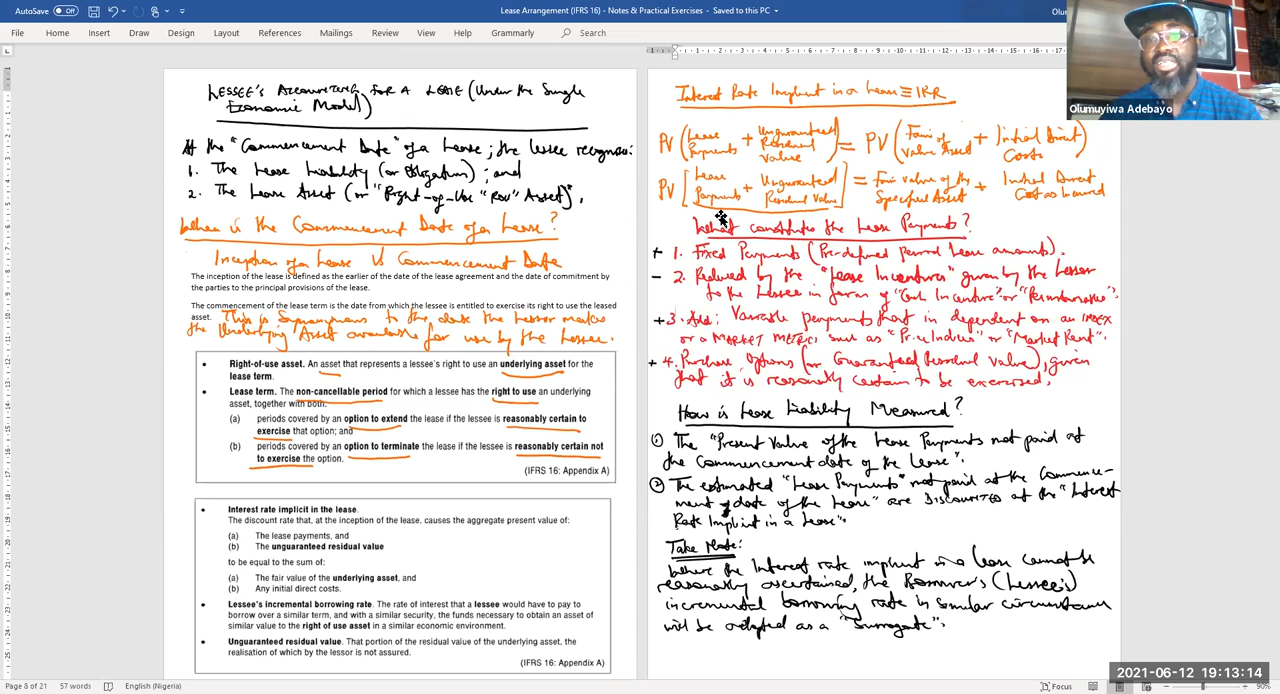 AutoSave Off
Lease Arrangement (IFRS 16) - Notes & Practical Exercises - Saved to this PC
Olu
File Home Insert Draw Design Layout References Mailings Review View Help Grammarly Search
Olumuyiwa Adebayo
LESSEE'S ACCOUNTING FOR A LEASE (Under the Single
Economic Model)
At the "Commencement Date" of a Lease; the lessee recognises:
1. The Lease Liability (or Obligation); and
2. The Lease Asset (or "Right-of-Use "ROU" Asset)".
When is the Commencement Date of a Lease?
Inception of a Lease Vs Commencement Date
The inception of the lease is defined as the earlier of the date of the lease agreement and the date of commitment by
the parties to the principal provisions of the lease.
The commencement of the lease term is the date from which the lessee is entitled to exercise its right to use the leased
asset.
This is to the date the Lessor makes
the Underlying Asset available for use by the Lessee.
• Right-of-use asset. An asset that represents a lessee's right to use an underlying asset for the
lease term.
• Lease term. The non-cancellable period for which a lessee has the right to use an underlying
asset, together with both:
(a) periods covered by an option to extend the lease if the lessee is reasonably certain to
exercise that option; and
(b) periods covered by an option to terminate the lease if the lessee is reasonably certain not
to exercise the option.
(IFRS 16: Appendix A)
• Interest rate implicit in the lease.
The discount rate that, at the inception of the lease, causes the aggregate present value of:
(a) The lease payments, and
(b) The unguaranteed residual value
to be equal to the sum of:
(a) The fair value of the underlying asset, and
(b) Any initial direct costs.
• Lessee's incremental borrowing rate. The rate of interest that a lessee would have to pay to
borrow over a similar term, and with a similar security, the funds necessary to obtain an asset of
similar value to the right of use asset in a similar economic environment.
• Unguaranteed residual value. That portion of the residual value of the underlying asset, the
realisation of which by the lessor is not assured.
(IFRS 16: Appendix A)
Interest Rate Implicit in a Lease ≡ IRR
PV (Lease Payments + Unguaranteed Residual Value) = PV (Fair value of Asset + Initial Direct Costs)
PV [Lease Payments + Unguaranteed Residual Value] = Fair value of the Specified Asset + Initial Direct Cost as Incurred
What constitutes the Lease Payments?
+ 1. Fixed Payments (Pre-defined period Lease amounts).
- 2. Reduced by the "Lease Incentives" given by the Lessor
to the Lessee in form of "Cash Incentive" or
+ 3. Add: Variable payments that is dependent on an INDEX
or a MARKET METRIC such as "Price Indices" or "Market Rent".
+ 4. Purchase Options (or Guaranteed Residual Value), given
that it is reasonably certain to be exercised.
How is Lease Liability Measured?
① The "Present Value of the Lease Payments not paid at
the Commencement date of the Lease".
② The estimated "Lease Payments" not paid at the Commence-
ment date of the Lease" are DISCOUNTED at the "Interest
Rate Implicit in a Lease".
Take Note:
Where the Interest rate implicit in a Lease cannot be
reasonably ascertained, the Borrower's (Lessee's)
incremental borrowing rate in similar circumstances
will be adopted as a "Surrogate".
2021-06-12 19:13:14
Page 8 of 21 57 words English (Nigeria) Focus 90%